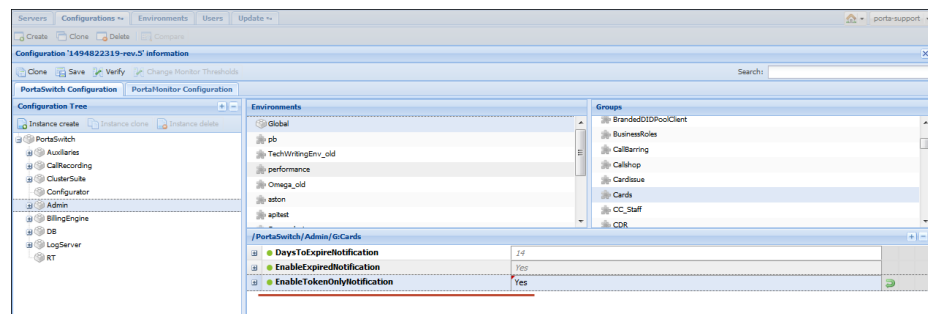 Servers Configurations Environments Users Update porta-support
Create Clone Delete Compare
Configuration '1494822319-rev.5' information
Clone Save Verify Change Monitor Thresholds Search:
PortaSwitch Configuration PortaMonitor Configuration
Configuration Tree
Instance create Instance clone Instance delete
PortaSwitch
Auxiliaries
CallRecording
ClusterSuite
Configurator
Admin
BillingEngine
DB
LogServer
RT
Environments
Global
pb
TechWritingEnv_old
performance
Omega_old
aston
apitest
Groups
BrandedDIDPoolClient
BusinessRoles
CallBarring
Callshop
Cardissue
Cards
CC_Staff
CDR
/PortaSwitch/Admin/G:Cards
DaysToExpireNotification 14
EnableExpiredNotification Yes
EnableTokenOnlyNotification Yes